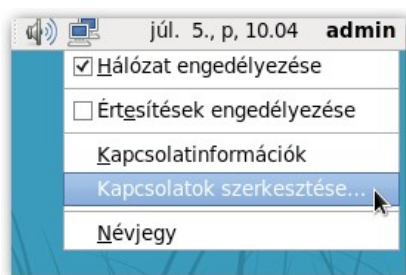 júl. 5., p, 10.04 admin
Hálózat engedélyezése
Értesítések engedélyezése
Kapcsolatinformációk
Kapcsolatok szerkesztése...
Névjegy